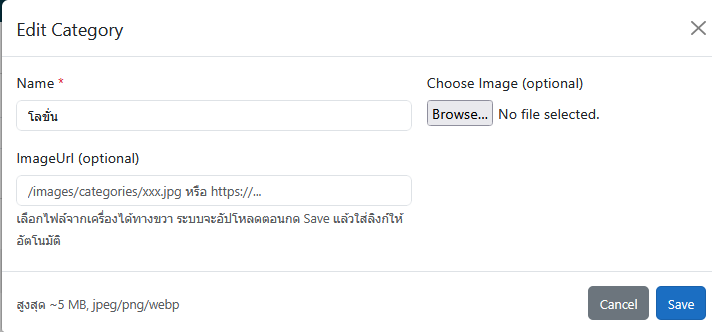 Edit Category
Name *
Choose Image (optional)
โลชั่น
Browse... No file selected.
ImageUrl (optional)
/images/categories/xxx.jpg หรือ https://...
เลือกไฟล์จากเครื่องได้ทางขวา ระบบจะอัปโหลดตอนกด Save แล้วใส่ลิงก์ให้
อัตโนมัติ
สูงสุด ~5 MB, jpeg/png/webp
Cancel
Save